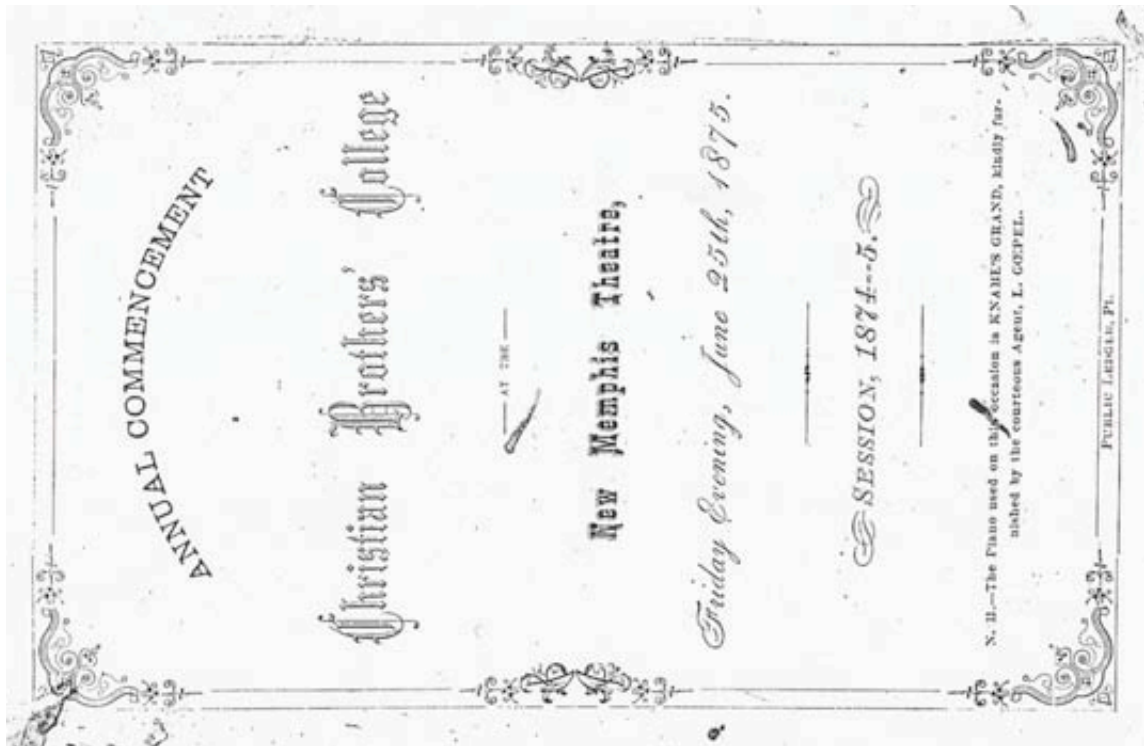 ANNUAL COMMENCEMENT
Christian Brothers' College
AT THE
New Memphis Theatre,
Friday Evening, June 25th, 1875.
SESSION, 1874--5.
N. B.—The Piano used on this occasion is KNABE'S GRAND, kindly fur-
nished by the courteous Agent, L. GŒPEL.
PUBLIC LEDGER, Pr.